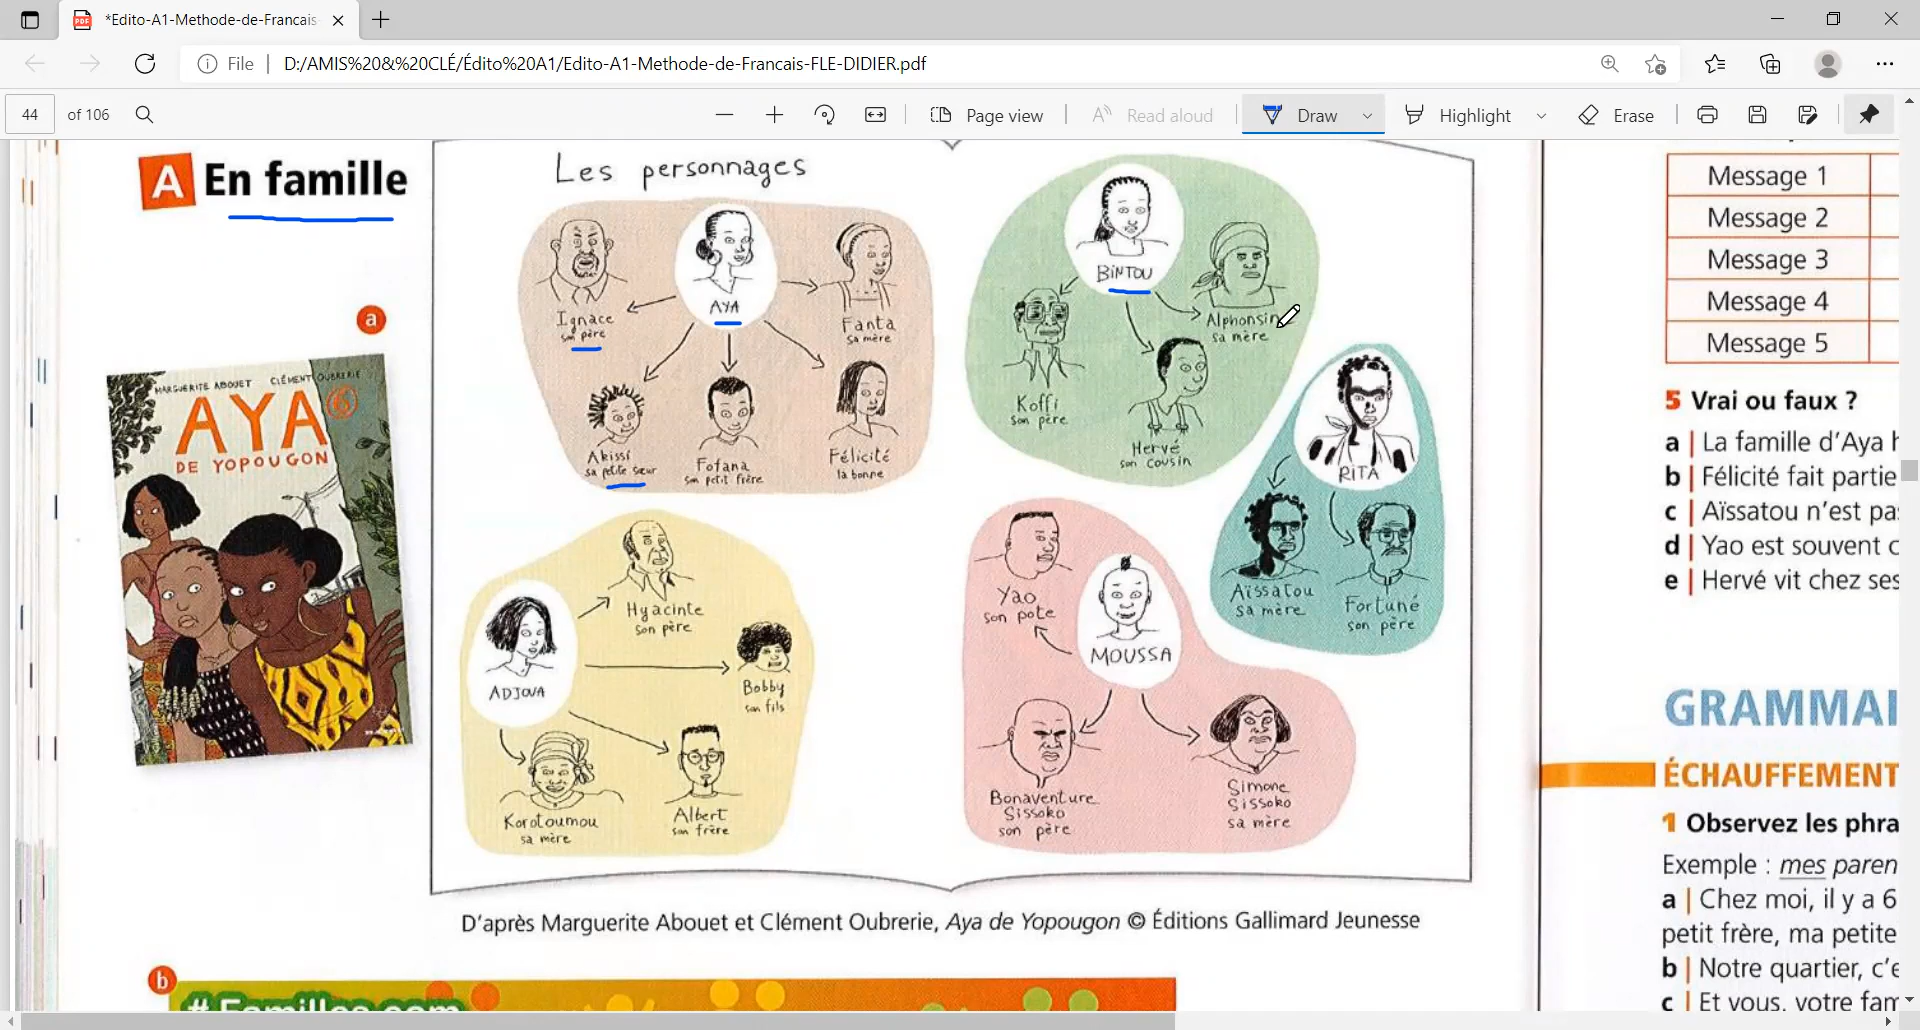 *Edito-A1-Methode-de-Francais
File
D:/AMIS%20&%20CLÉ/Édito%20A1/Edito-A1-Methode-de-Francais-FLE-DIDIER.pdf
44 of 106
Page view
Read aloud
Draw
Highlight
Erase
A En famille
a
MARGUERITE ABOUET CLÉMENT OUBRERIE
AYA 6
DE YOPOUGON
Les personnages
AYA
Ignace
son père
Fanta
sa mère
Akissi
sa petite sœur
Fofana
son petit frère
Félicité
la bonne
BINTOU
Koffi
son père
Alphonsin
sa mère
Hervé
son cousin
RITA
Aïssatou
sa mère
Fortuné
son père
ADJOUA
Hyacinte
son père
Bobby
son fils
Korotoumou
sa mère
Albert
son frère
MOUSSA
Yao
son pote
Bonaventure
Sissoko
son père
Simone
Sissoko
sa mère
D'après Marguerite Abouet et Clément Oubrerie, Aya de Yopougon © Éditions Gallimard Jeunesse
b
# Familles.com
Message 1
Message 2
Message 3
Message 4
Message 5
5 Vrai ou faux ?
a | La famille d'Aya h
b | Félicité fait partie
c | Aïssatou n'est pas
d | Yao est souvent c
e | Hervé vit chez ses
GRAMMAI
ÉCHAUFFEMENT
1 Observez les phra
Exemple : mes paren
a | Chez moi, il y a 6
petit frère, ma petite
b | Notre quartier, c'e
c | Et vous, votre fam